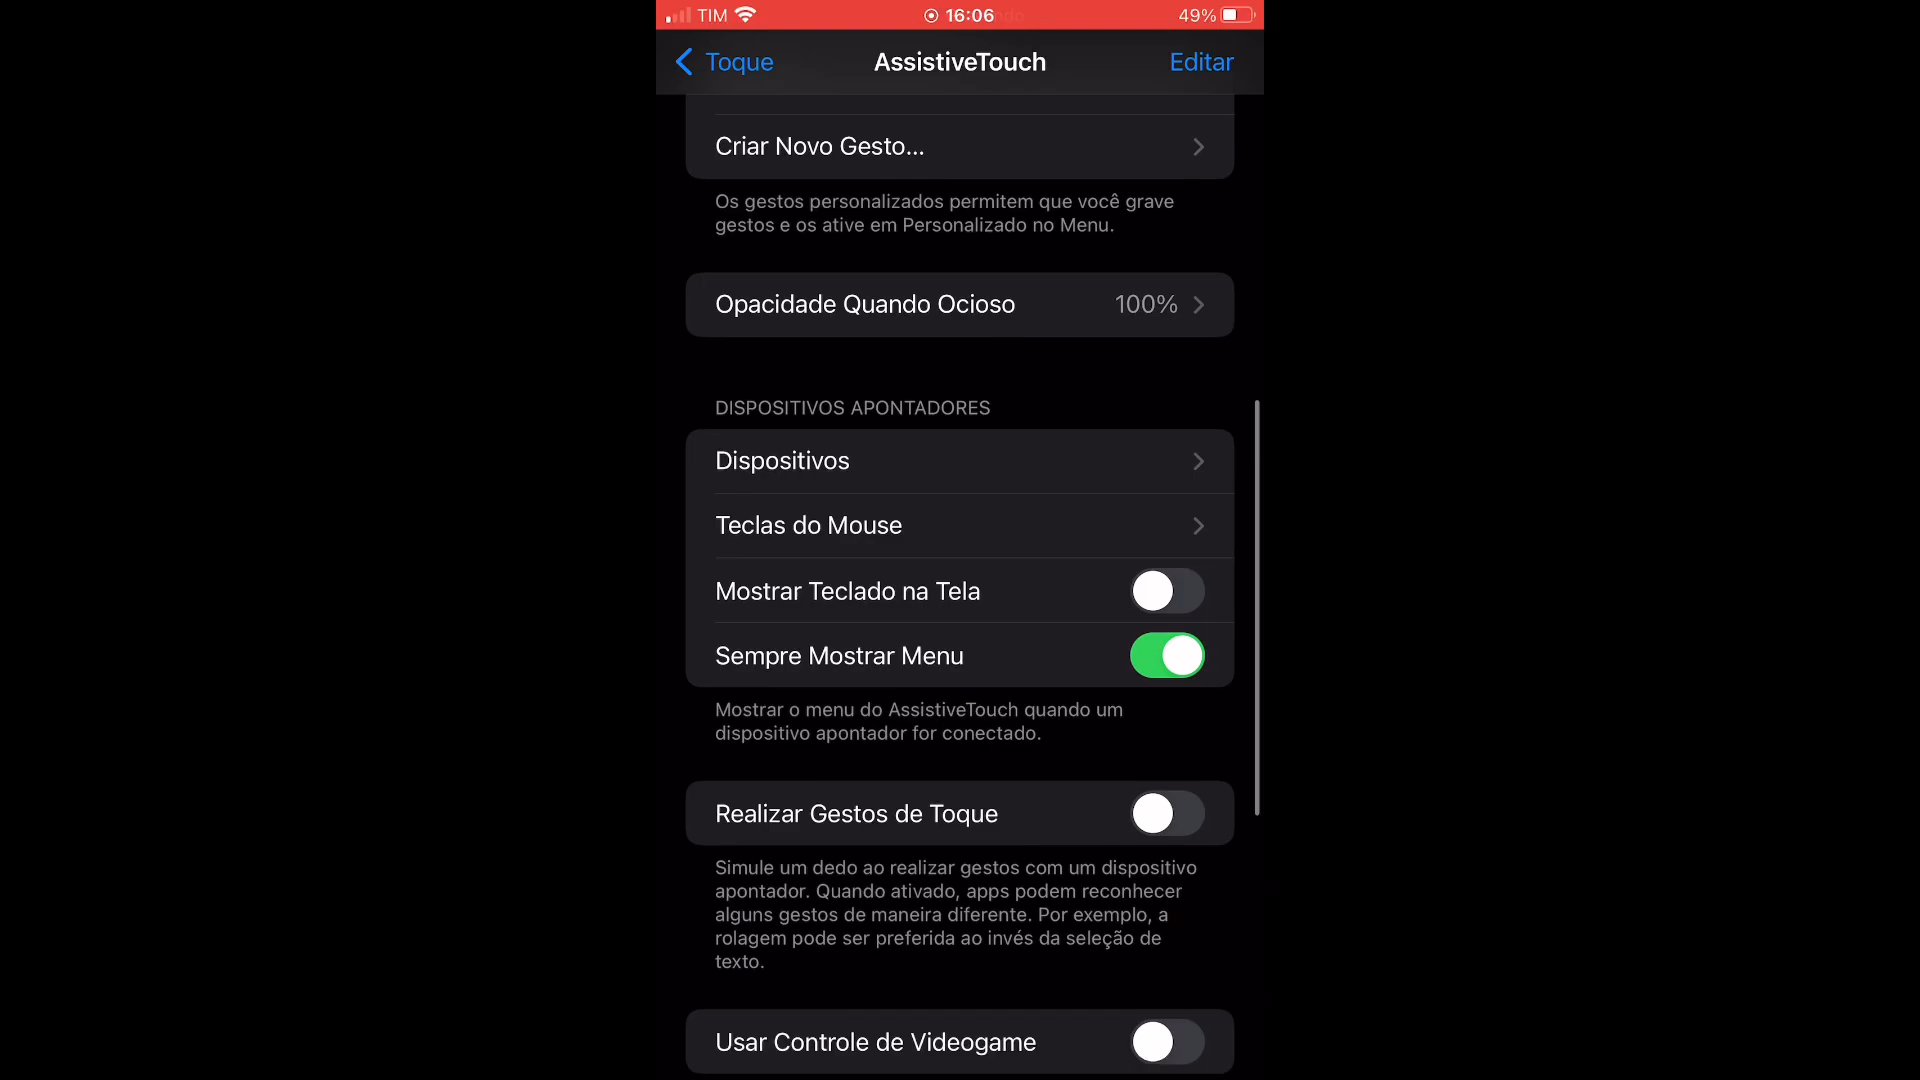 TIM 16:06 49%
Toque AssistiveTouch Editar
Criar Novo Gesto...
Os gestos personalizados permitem que você grave
gestos e os ative em Personalizado no Menu.
Opacidade Quando Ocioso 100%
DISPOSITIVOS APONTADORES
Dispositivos
Teclas do Mouse
Mostrar Teclado na Tela
Sempre Mostrar Menu
Mostrar o menu do AssistiveTouch quando um
dispositivo apontador for conectado.
Realizar Gestos de Toque
Simule um dedo ao realizar gestos com um dispositivo
apontador. Quando ativado, apps podem reconhecer
alguns gestos de maneira diferente. Por exemplo, a
rolagem pode ser preferida ao invés da seleção de
texto.
Usar Controle de Videogame